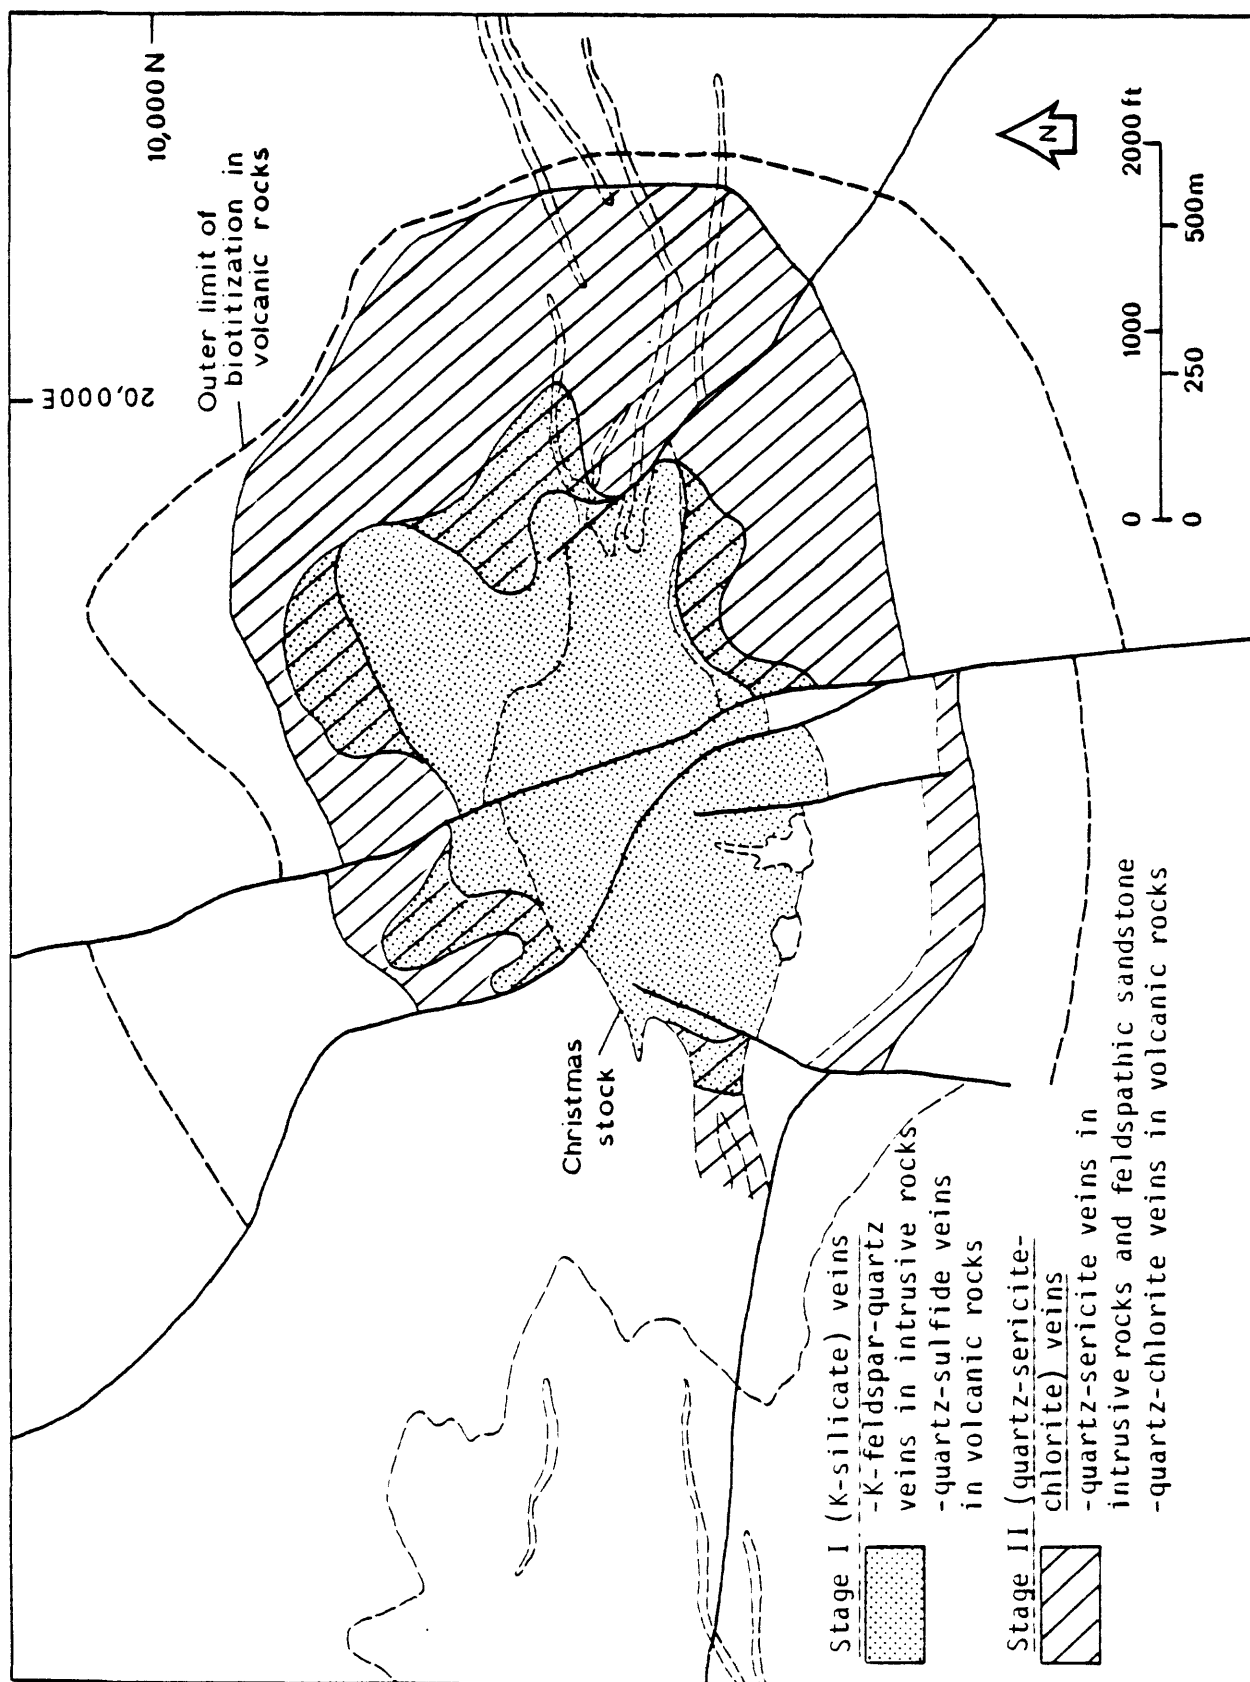 10,000N
20,000E
Outer limit of
biotitization in
volcanic rocks
Christmas
stock
N
0 1000 2000 ft
0 250 500m
Stage I (K-silicate) veins
-K-feldspar-quartz
veins in intrusive rocks
-quartz-sulfide veins
in volcanic rocks
Stage II (quartz-sericite-
chlorite) veins
-quartz-sericite veins in
intrusive rocks and feldspathic sandstone
-quartz-chlorite veins in volcanic rocks